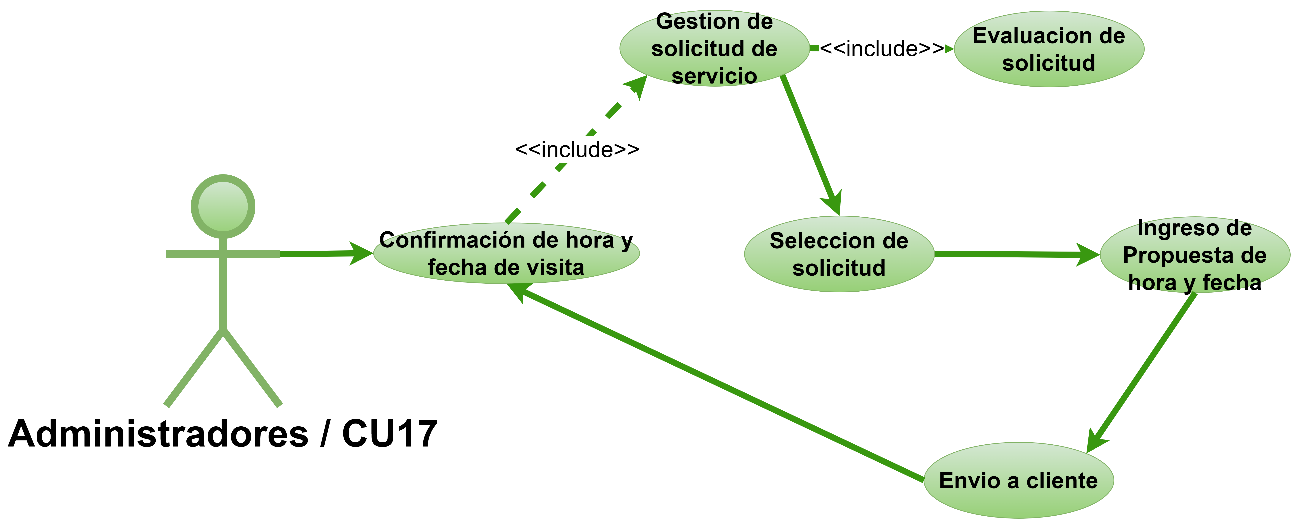 Gestion de
solicitud de
servicio
<<include>>
Evaluacion de
solicitud
<<include>>
Confirmación de hora y
fecha de visita
Seleccion de
solicitud
Ingreso de
Propuesta de
hora y fecha
Administradores / CU17
Envio a cliente